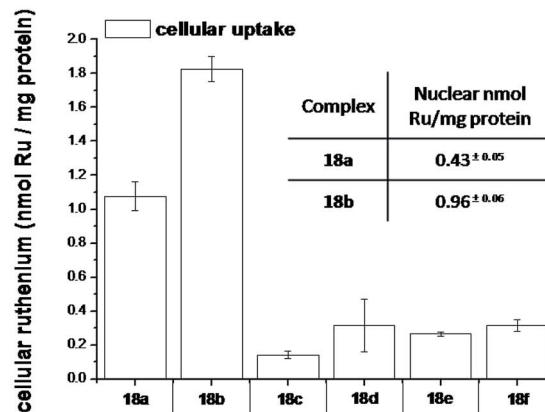 cellular uptake
cellular ruthenium (nmol Ru / mg protein)
2.0
1.8
1.6
1.4
1.2
1.0
0.8
0.6
0.4
0.2
0.0
Complex Nuclear nmol
Ru/mg protein
18a 0.43 ± 0.05
18b 0.96 ± 0.06
18a 18b 18c 18d 18e 18f